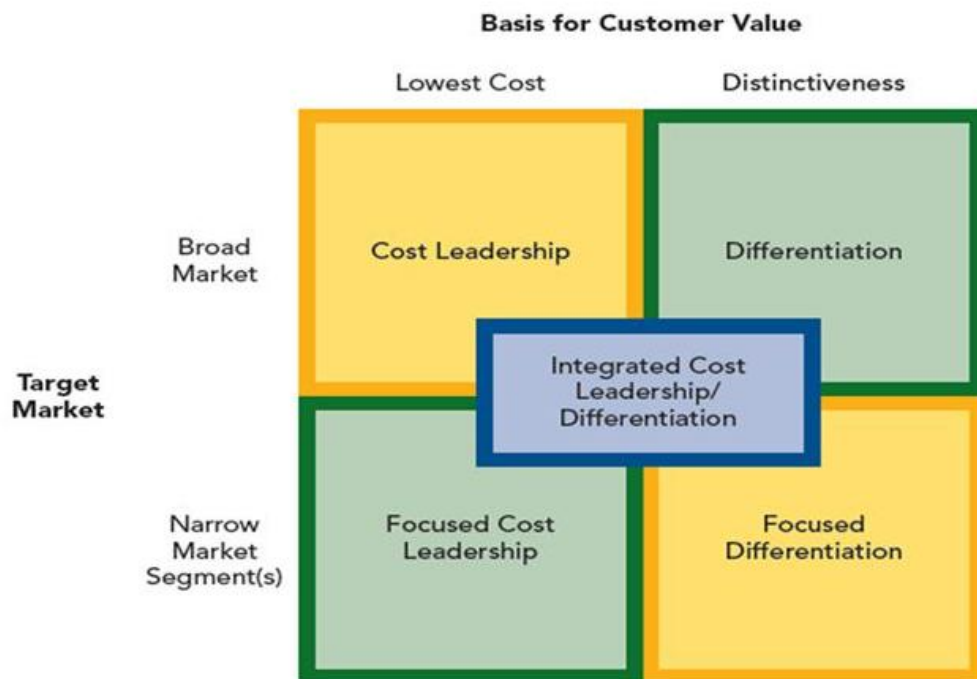 Basis for Customer Value
Lowest Cost
Distinctiveness
Broad
Market
Cost Leadership
Differentiation
Target
Market
Integrated Cost
Leadership/
Differentiation
Narrow
Market
Segment(s)
Focused Cost
Leadership
Focused
Differentiation